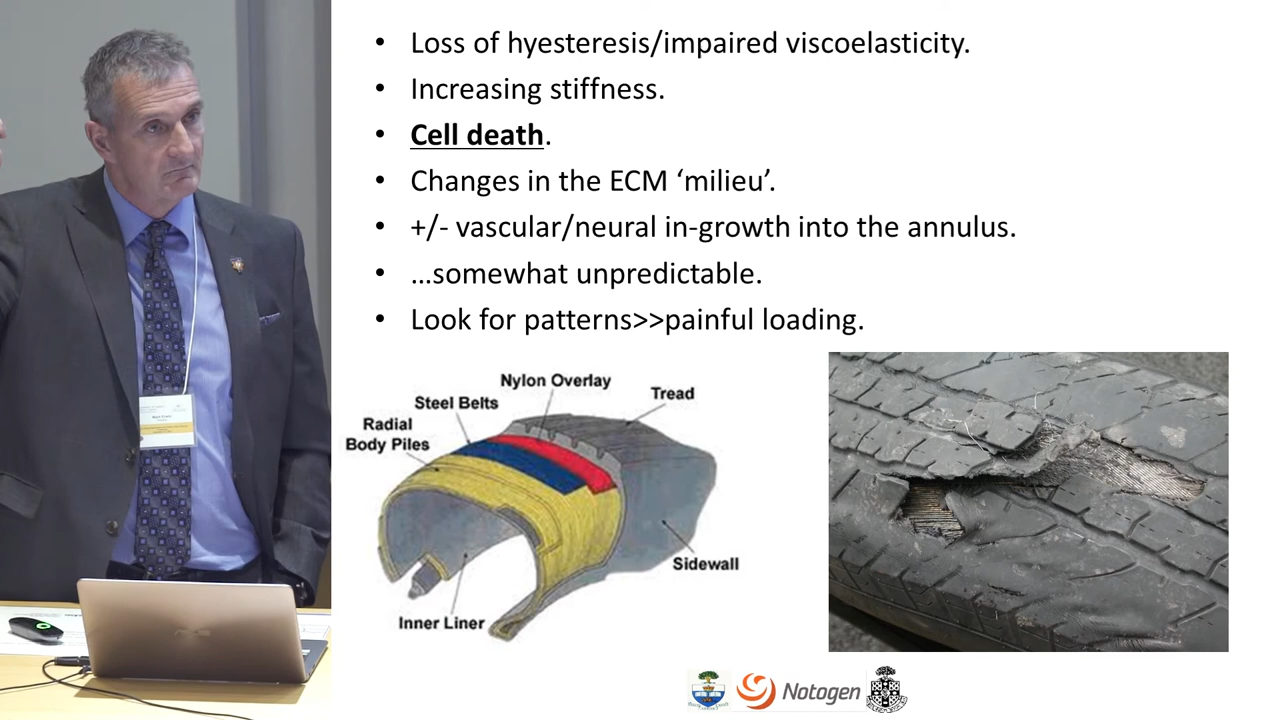 • Loss of hyesteresis/impaired viscoelasticity.
• Increasing stiffness.
• Cell death.
• Changes in the ECM ‘milieu’.
• +/- vascular/neural in-growth into the annulus.
• …somewhat unpredictable.
• Look for patterns>>painful loading.
Nylon Overlay
Tread
Steel Belts
Radial
Body Piles
Sidewall
Inner Liner
Notogen